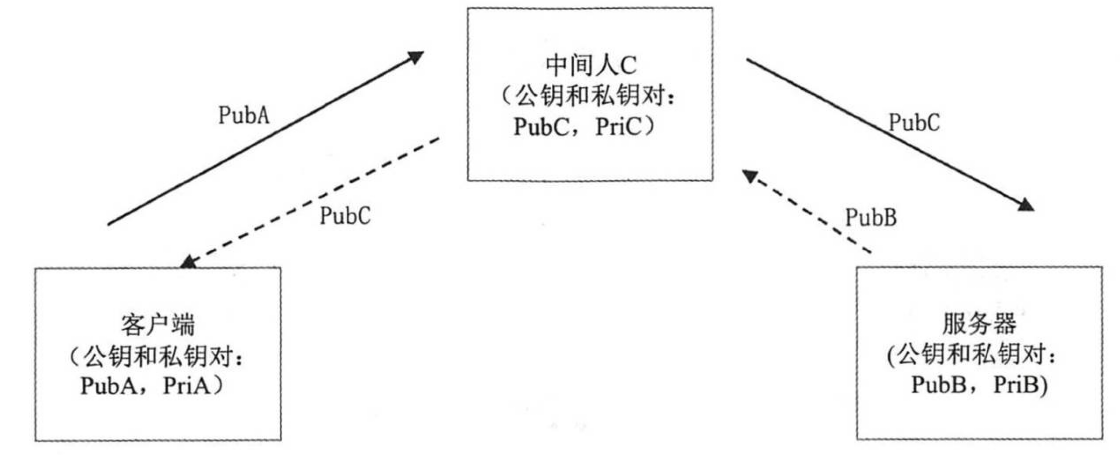 中间人C
（公钥和私钥对：
PubC，PriC）
PubA
PubC
PubC
PubB
客户端
（公钥和私钥对：
PubA，PriA）
服务器
(公钥和私钥对：
PubB，PriB)